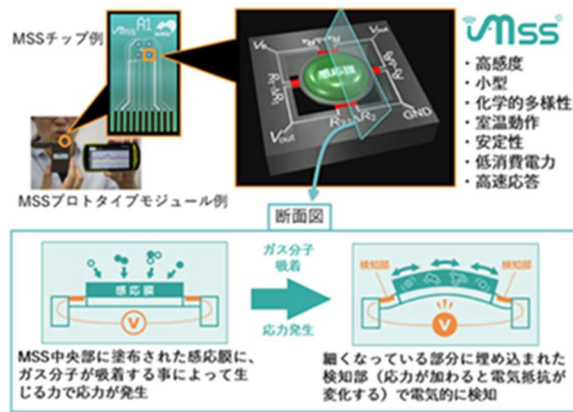 MSSチップ例
A1
MSS
MSS
・高感度
・小型
・化学的多様性
・室温動作
・安定性
・低消費電力
・高速応答
感応膜
Vout
Vout
GND
MSSプロトタイプモジュール例
断面図
ガス分子
吸着
応力発生
感応膜
V
検知部
検知部
V
MSS中央部に塗布された感応膜に、
ガス分子が吸着する事によって生
じる力で応力が発生
細くなっている部分に埋め込まれた
検知部（応力が加わると電気抵抗が
変化する）で電気的に検知